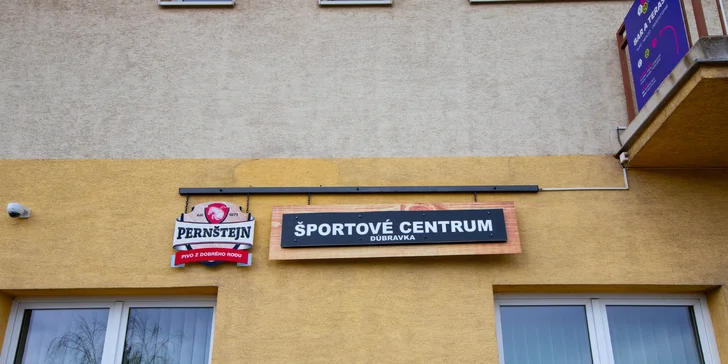 BAR A TERASA
PERNŠTEJN
PIVO Z DOBRÉHO RODU
ŠPORTOVÉ CENTRUM
DÚBRAVKA